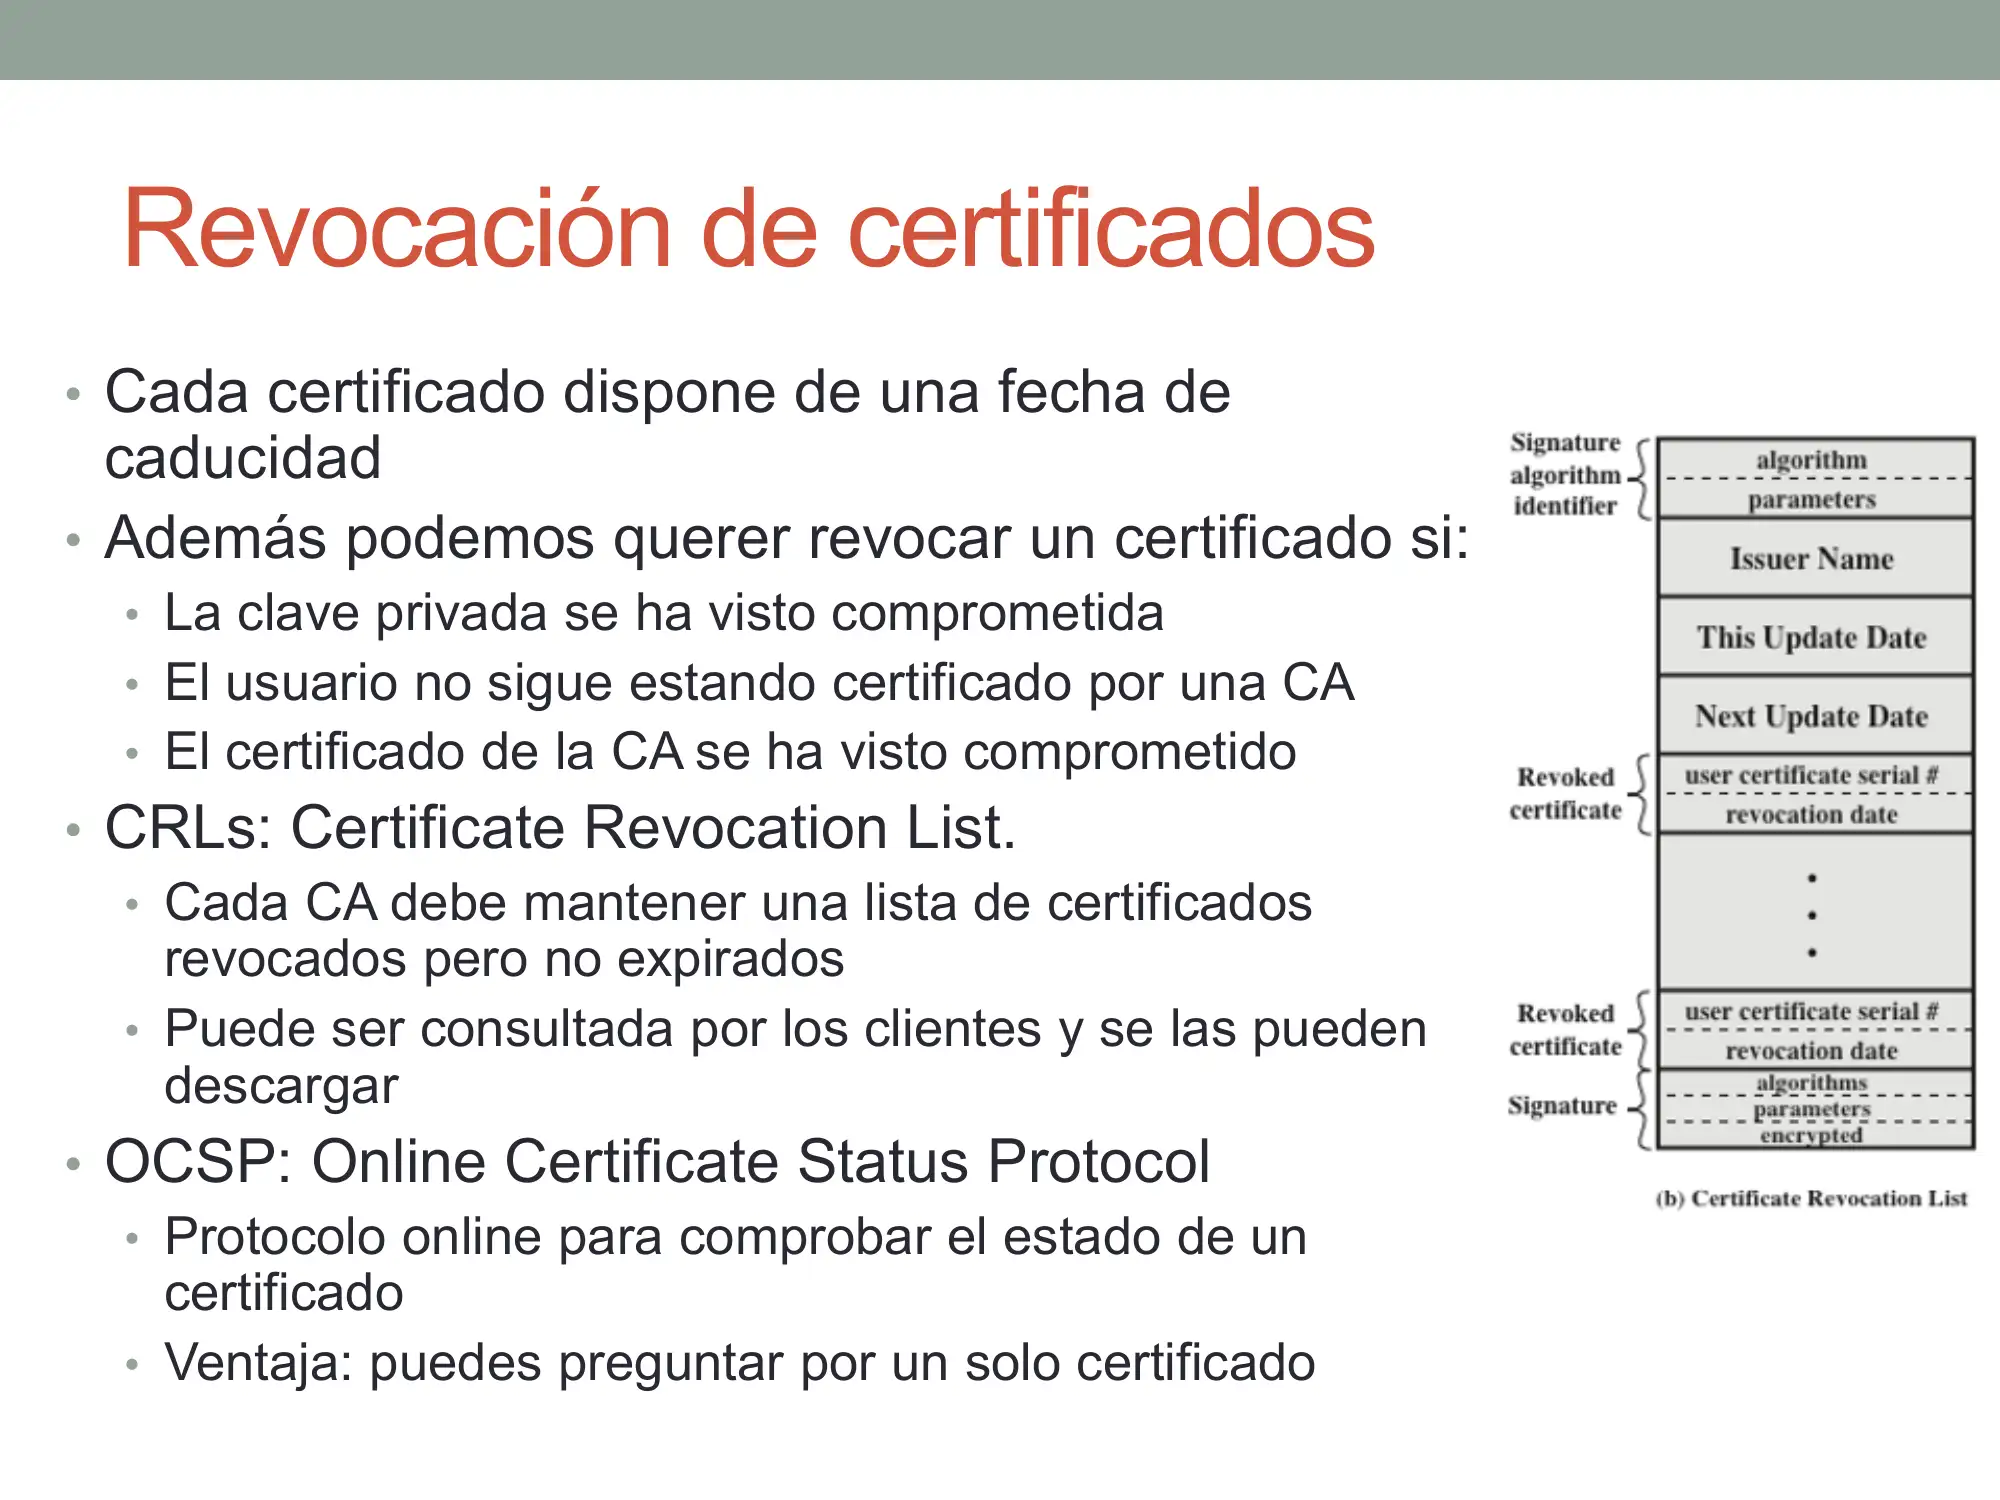 Revocación de certificados
• Cada certificado dispone de una fecha de
caducidad
• Además podemos querer revocar un certificado si:
• La clave privada se ha visto comprometida
• El usuario no sigue estando certificado por una CA
• El certificado de la CA se ha visto comprometido
• CRLs: Certificate Revocation List.
• Cada CA debe mantener una lista de certificados
revocados pero no expirados
• Puede ser consultada por los clientes y se las pueden
descargar
• OCSP: Online Certificate Status Protocol
• Protocolo online para comprobar el estado de un
certificado
• Ventaja: puedes preguntar por un solo certificado
Signature
algorithm
identifier
algorithm
parameters
Issuer Name
This Update Date
Next Update Date
Revoked
certificate
user certificate serial #
revocation date
Revoked
certificate
user certificate serial #
revocation date
Signature
algorithms
parameters
encrypted
(b) Certificate Revocation List